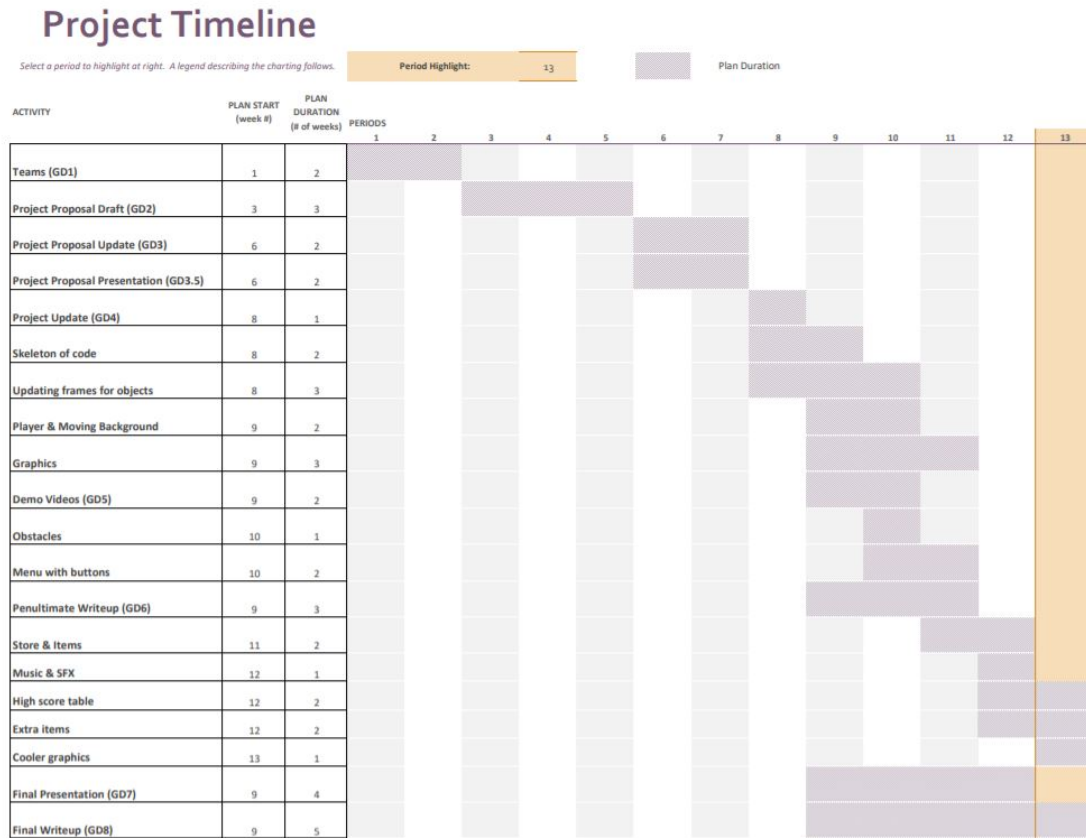 Project Timeline
Select a period to highlight at right.  A legend describing the charting follows.
Period Highlight: 13
Plan Duration
ACTIVITY PLAN START (week #) PLAN DURATION (# of weeks) PERIODS
1 2 3 4 5 6 7 8 9 10 11 12 13
Teams (GD1) 1 2
Project Proposal Draft (GD2) 3 3
Project Proposal Update (GD3) 6 2
Project Proposal Presentation (GD3.5) 6 2
Project Update (GD4) 8 1
Skeleton of code 8 2
Updating frames for objects 8 3
Player & Moving Background 9 2
Graphics 9 3
Demo Videos (GD5) 9 2
Obstacles 10 1
Menu with buttons 10 2
Penultimate Writeup (GD6) 9 3
Store & Items 11 2
Music & SFX 12 1
High score table 12 2
Extra items 12 2
Cooler graphics 13 1
Final Presentation (GD7) 9 4
Final Writeup (GD8) 9 5